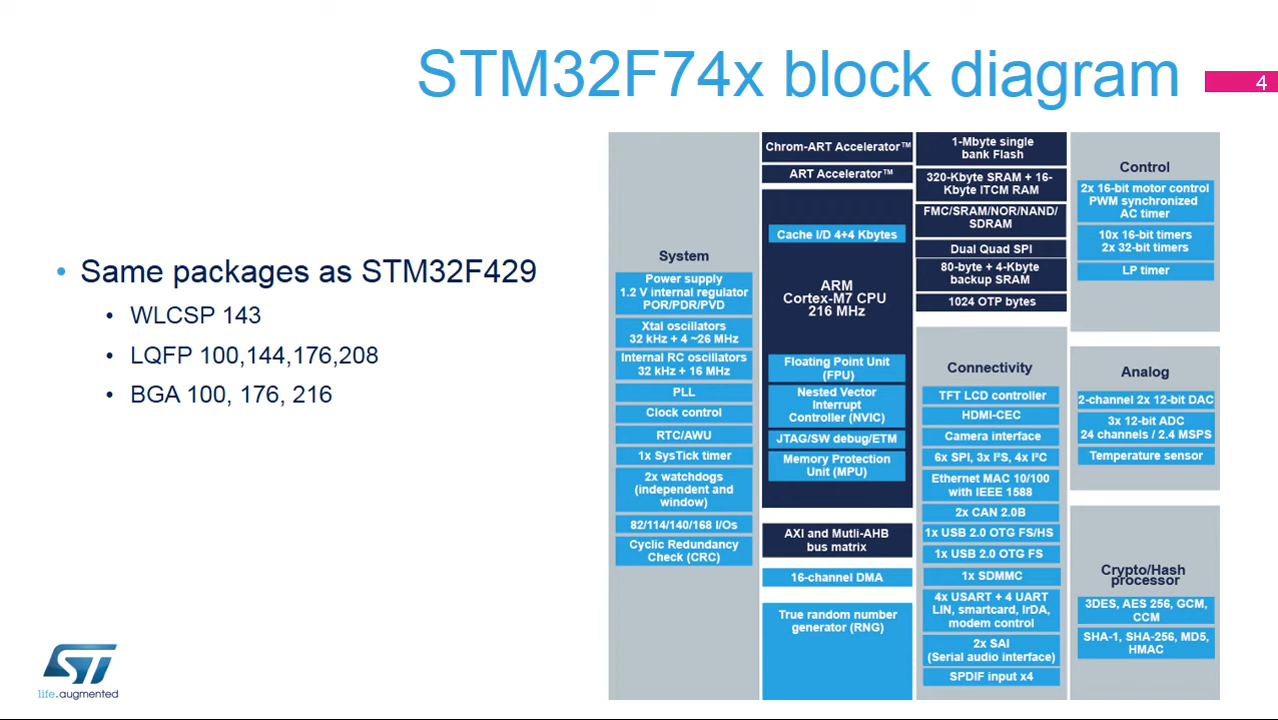 STM32F74x block diagram
4
• Same packages as STM32F429
• WLCSP 143
• LQFP 100,144,176,208
• BGA 100, 176, 216
System
Power supply
1.2 V internal regulator
POR/PDR/PVD
Xtal oscillators
32 kHz + 4 ~26 MHz
Internal RC oscillators
32 kHz + 16 MHz
PLL
Clock control
RTC/AWU
1x SysTick timer
2x watchdogs
(independent and
window)
82/114/140/168 I/Os
Cyclic Redundancy
Check (CRC)
Chrom-ART Accelerator™
ART Accelerator™
Cache I/D 4+4 Kbytes
ARM
Cortex-M7 CPU
216 MHz
Floating Point Unit
(FPU)
Nested Vector
Interrupt
Controller (NVIC)
JTAG/SW debug/ETM
Memory Protection
Unit (MPU)
AXI and Mutli-AHB
bus matrix
16-channel DMA
True random number
generator (RNG)
1-Mbyte single
bank Flash
320-Kbyte SRAM + 16-
Kbyte ITCM RAM
FMC/SRAM/NOR/NAND/
SDRAM
Dual Quad SPI
80-byte + 4-Kbyte
backup SRAM
1024 OTP bytes
Connectivity
TFT LCD controller
HDMI-CEC
Camera interface
6x SPI, 3x I²S, 4x I²C
Ethernet MAC 10/100
with IEEE 1588
2x CAN 2.0B
1x USB 2.0 OTG FS/HS
1x USB 2.0 OTG FS
1x SDMMC
4x USART + 4 UART
LIN, smartcard, IrDA,
modem control
2x SAI
(Serial audio interface)
SPDIF input x4
Control
2x 16-bit motor control
PWM synchronized
AC timer
10x 16-bit timers
2x 32-bit timers
LP timer
Analog
2-channel 2x 12-bit DAC
3x 12-bit ADC
24 channels / 2.4 MSPS
Temperature sensor
Crypto/Hash
processor
3DES, AES 256, GCM,
CCM
SHA-1, SHA-256, MD5,
HMAC
ST
life.augmented